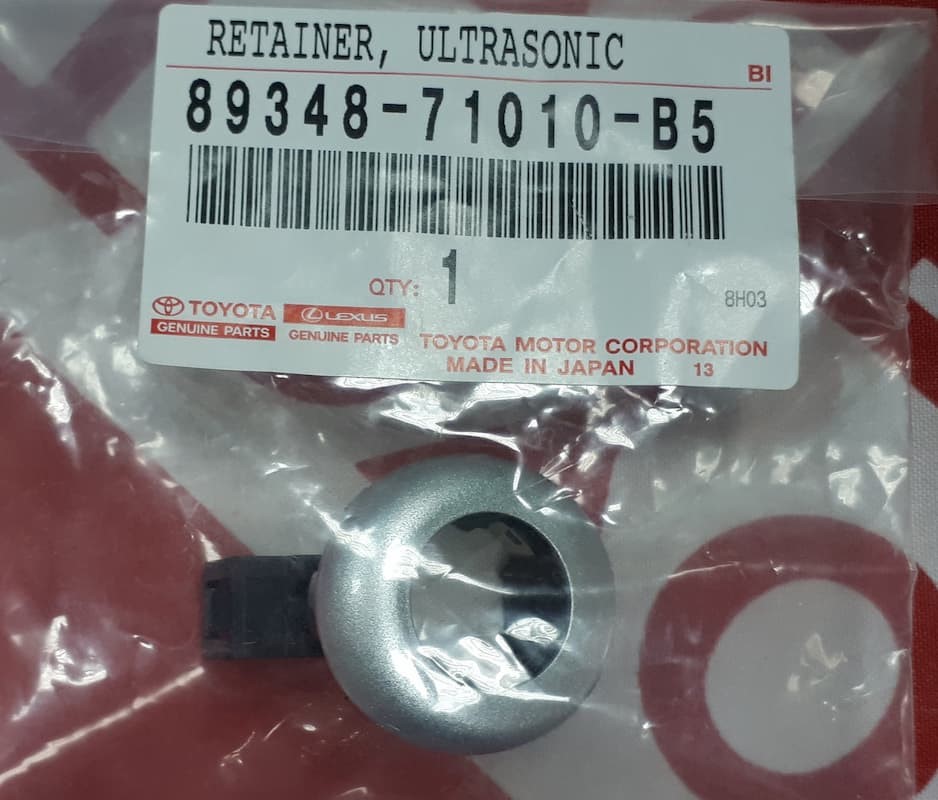 RETAINER, ULTRASONIC
BI
89348-71010-B5
QTY: 1
8H03
TOYOTA
GENUINE PARTS
LEXUS
GENUINE PARTS
TOYOTA MOTOR CORPORATION
MADE IN JAPAN 13